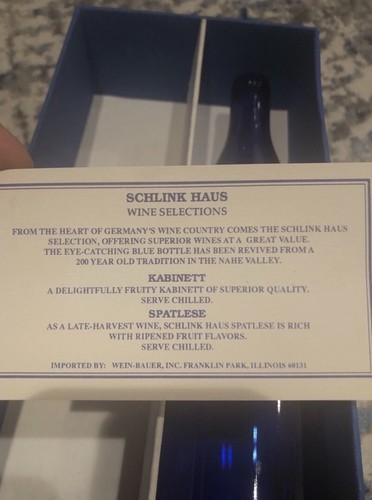 SCHLINK HAUS
WINE SELECTIONS
FROM THE HEART OF GERMANY'S WINE COUNTRY COMES THE SCHLINK HAUS
SELECTION, OFFERING SUPERIOR WINES AT A GREAT VALUE.
THE EYE-CATCHING BLUE BOTTLE HAS BEEN REVIVED FROM A
200 YEAR OLD TRADITION IN THE NAHE VALLEY.
KABINETT
A DELIGHTFULLY FRUITY KABINETT OF SUPERIOR QUALITY.
SERVE CHILLED.
SPATLESE
AS A LATE-HARVEST WINE, SCHLINK HAUS SPATLESE IS RICH
WITH RIPENED FRUIT FLAVORS.
SERVE CHILLED.
IMPORTED BY: WEIN-BAUER, INC. FRANKLIN PARK, ILLINOIS 60131